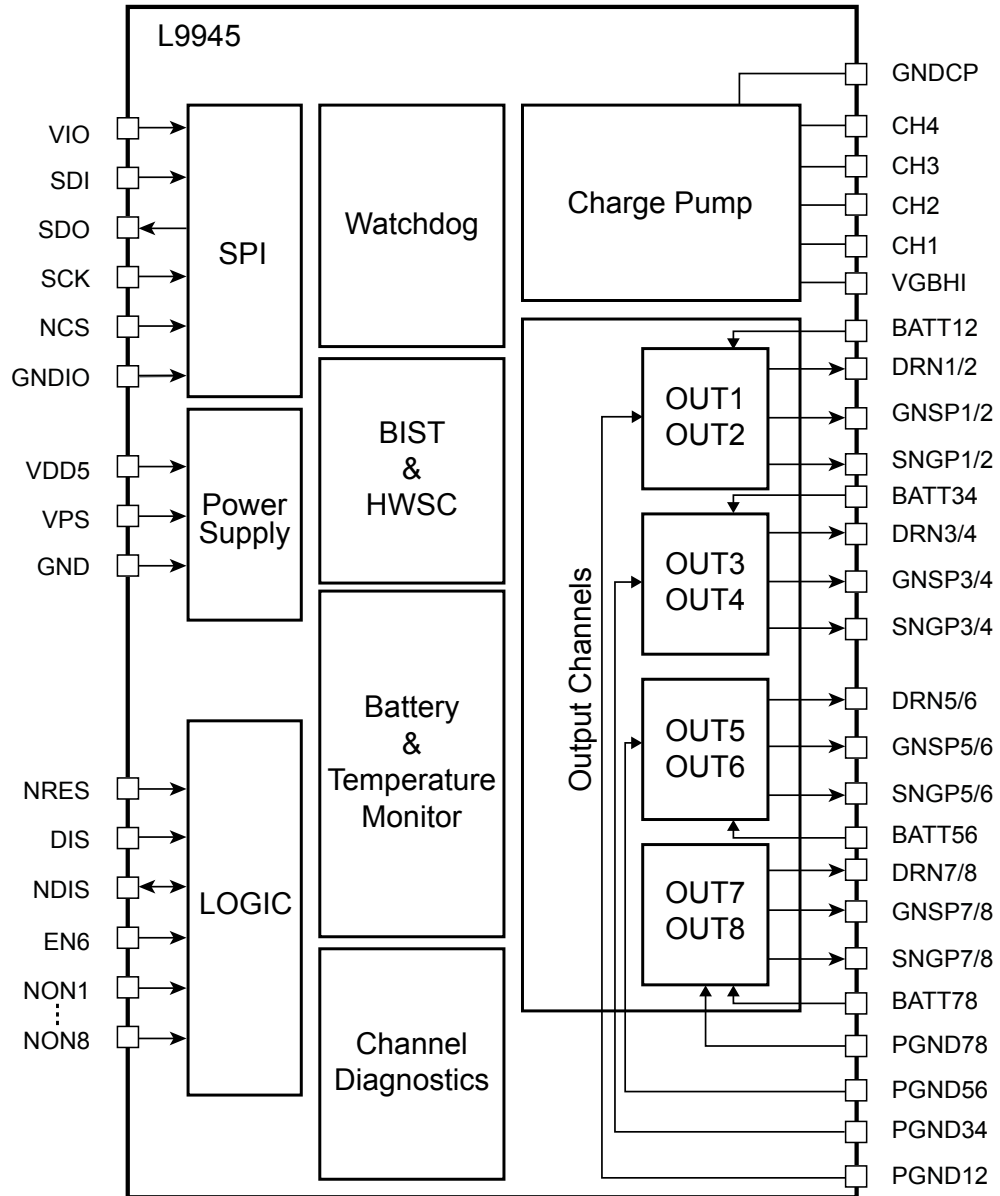 L9945
VIO
SDI
SDO
SCK
NCS
GNDIO
VDD5
VPS
GND
NRES
DIS
NDIS
EN6
NON1
NON8
SPI
Power
Supply
LOGIC
Watchdog
BIST
&
HWSC
Battery
&
Temperature
Monitor
Channel
Diagnostics
Charge Pump
Output Channels
OUT1
OUT2
OUT3
OUT4
OUT5
OUT6
OUT7
OUT8
GNDCP
CH4
CH3
CH2
CH1
VGBHI
BATT12
DRN1/2
GNSP1/2
SNGP1/2
BATT34
DRN3/4
GNSP3/4
SNGP3/4
DRN5/6
GNSP5/6
SNGP5/6
BATT56
DRN7/8
GNSP7/8
SNGP7/8
BATT78
PGND78
PGND56
PGND34
PGND12